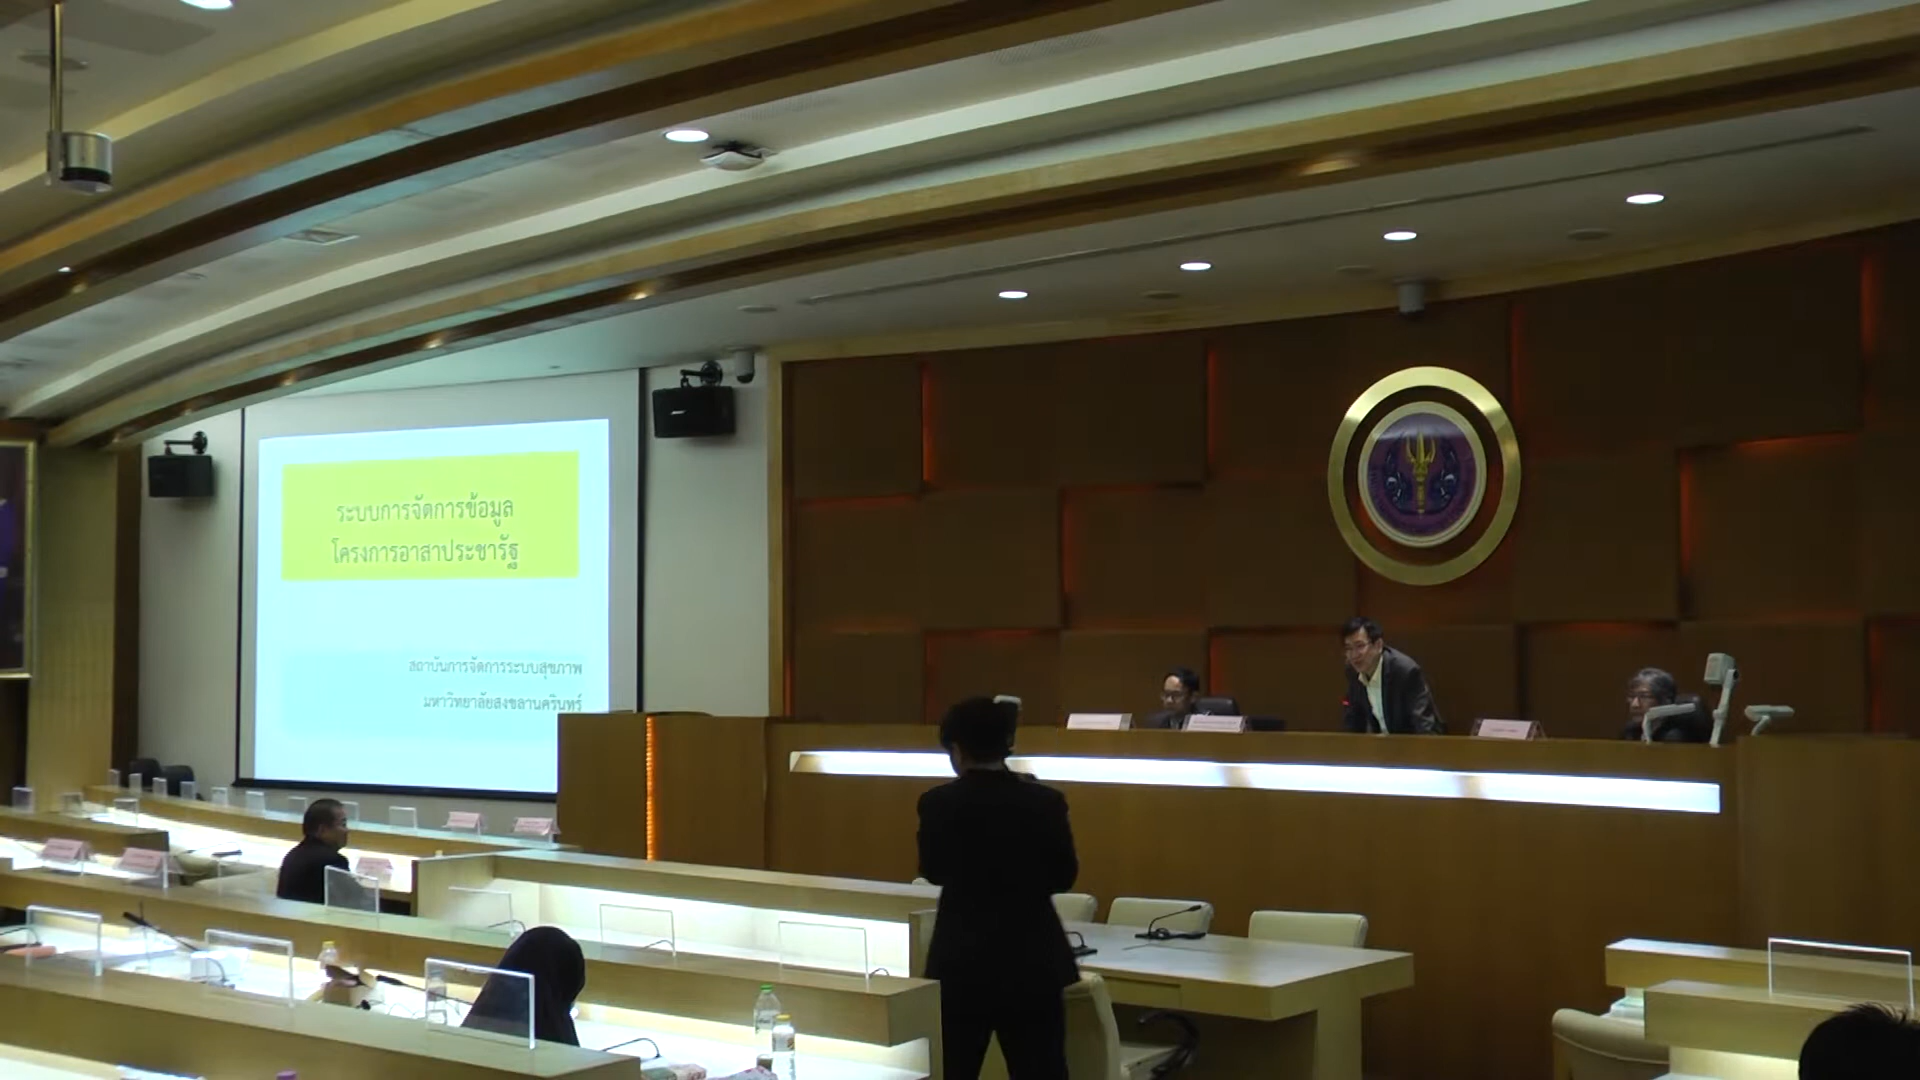 ระบบการจัดการข้อมูล
โครงการอาสาประชารัฐ
สถาบันการจัดการระบบสุขภาพ
มหาวิทยาลัยสงขลานครินทร์